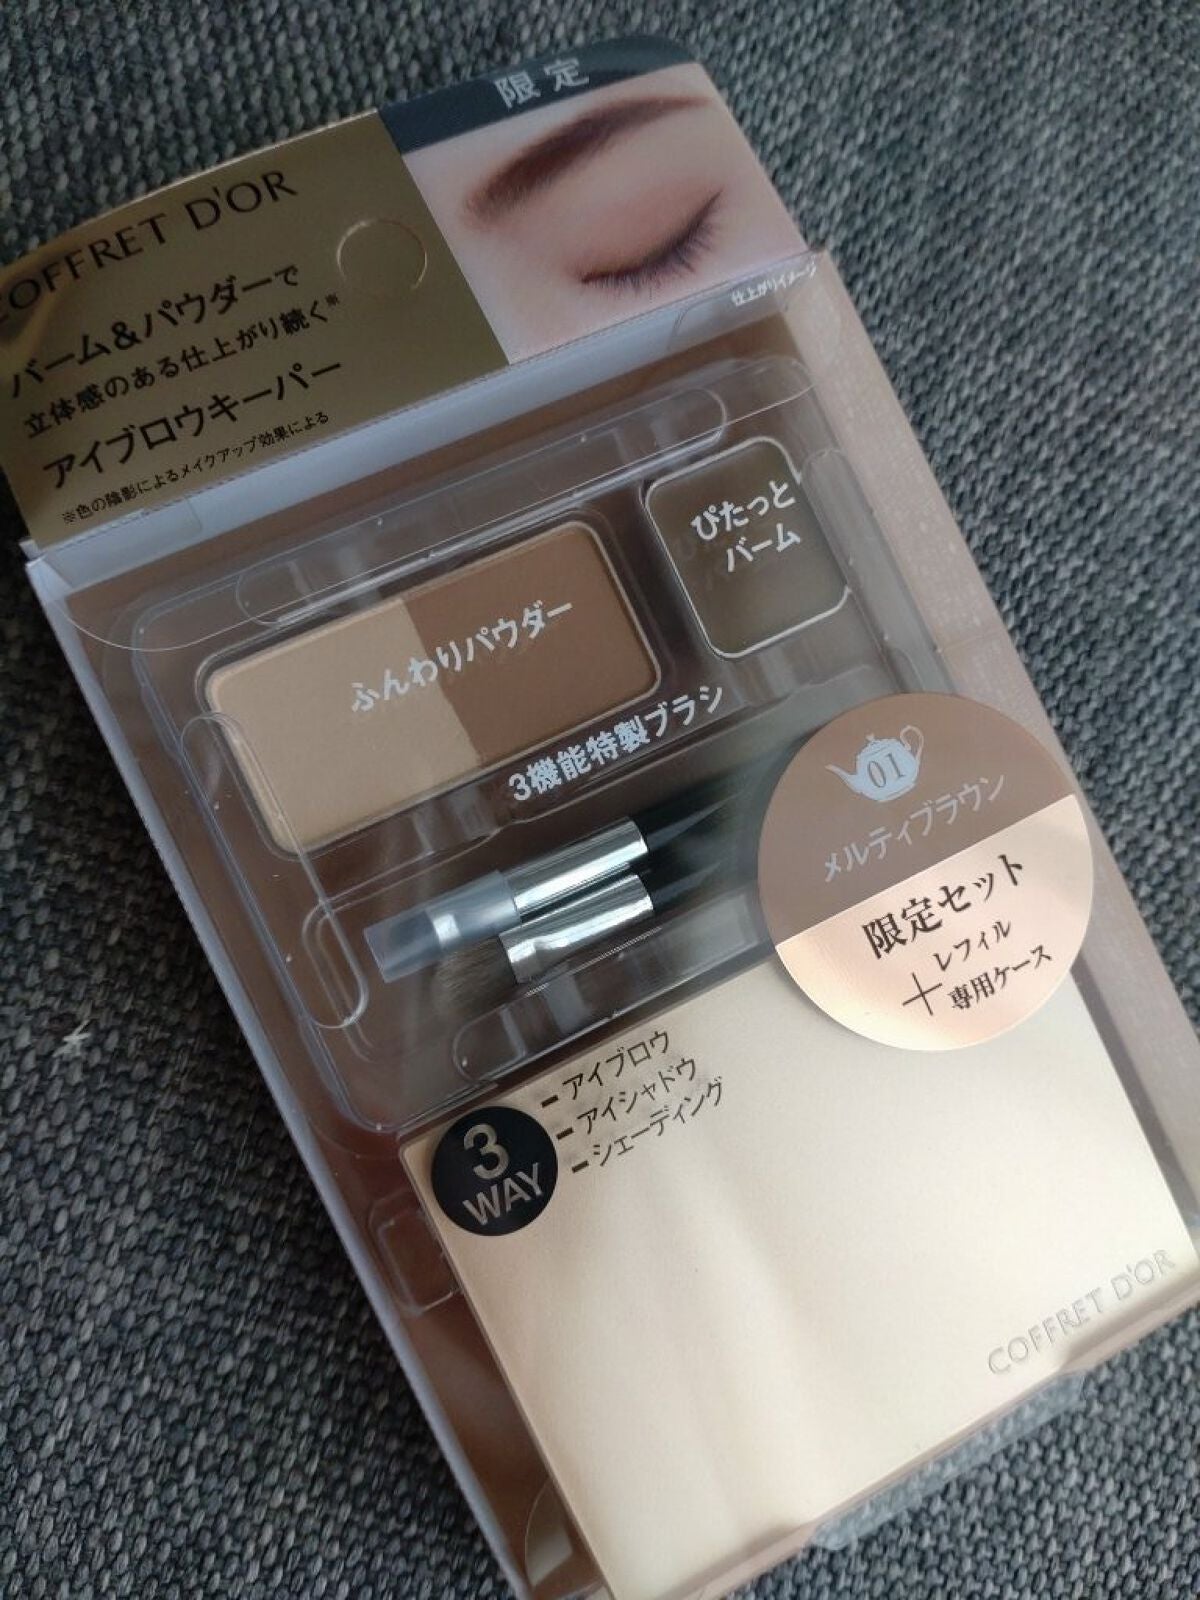 限定
COFFRET D'OR
バーム&パウダーで
立体感のある仕上がり続く※
アイブロウキーパー
※色の陰影によるメイクアップ効果による
仕上がりイメージ
ぴたっと
バーム
ふんわりパウダー
3機能特製ブラシ
01
メルティブラウン
限定セット
+ レフィル
専用ケース
3
WAY
アイブロウ
アイシャドウ
シェーディング
COFFRET D'OR